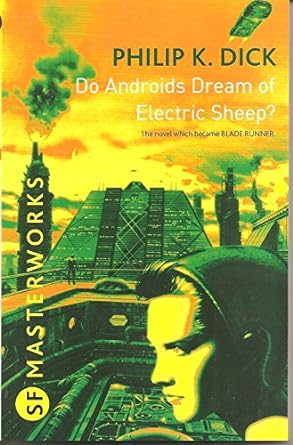 PHILIP K. DICK
Do Androids Dream of
Electric Sheep?
The novel which became BLADE RUNNER
SF MASTERWORKS